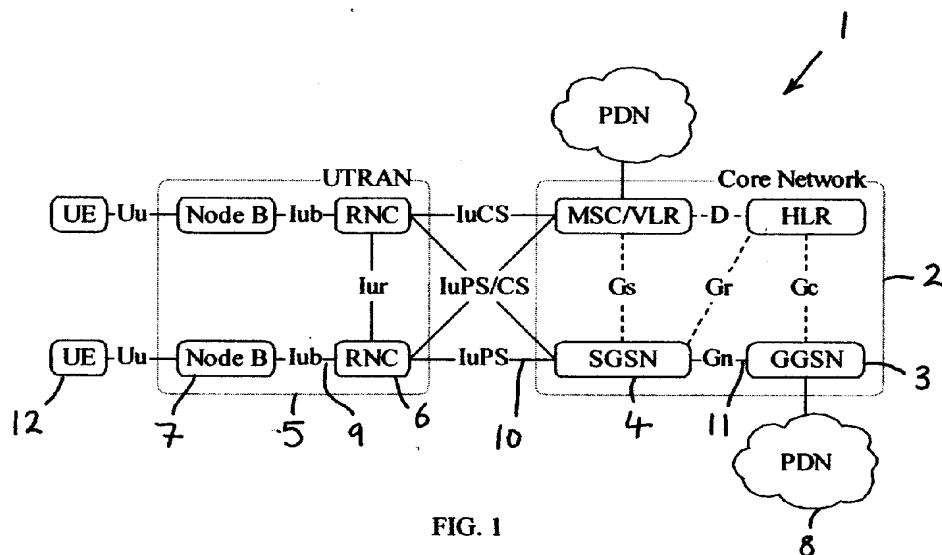 1
PDN
UTRAN
Core Network
UE Uu Node B Iub RNC IuCS MSC/VLR D HLR
Iur IuPS/CS Gs Gr Gc 2
UE Uu Node B Iub RNC IuPS SGSN Gn GGSN 3
12 7 5 9 6 10 4 11
PDN
8
FIG. 1